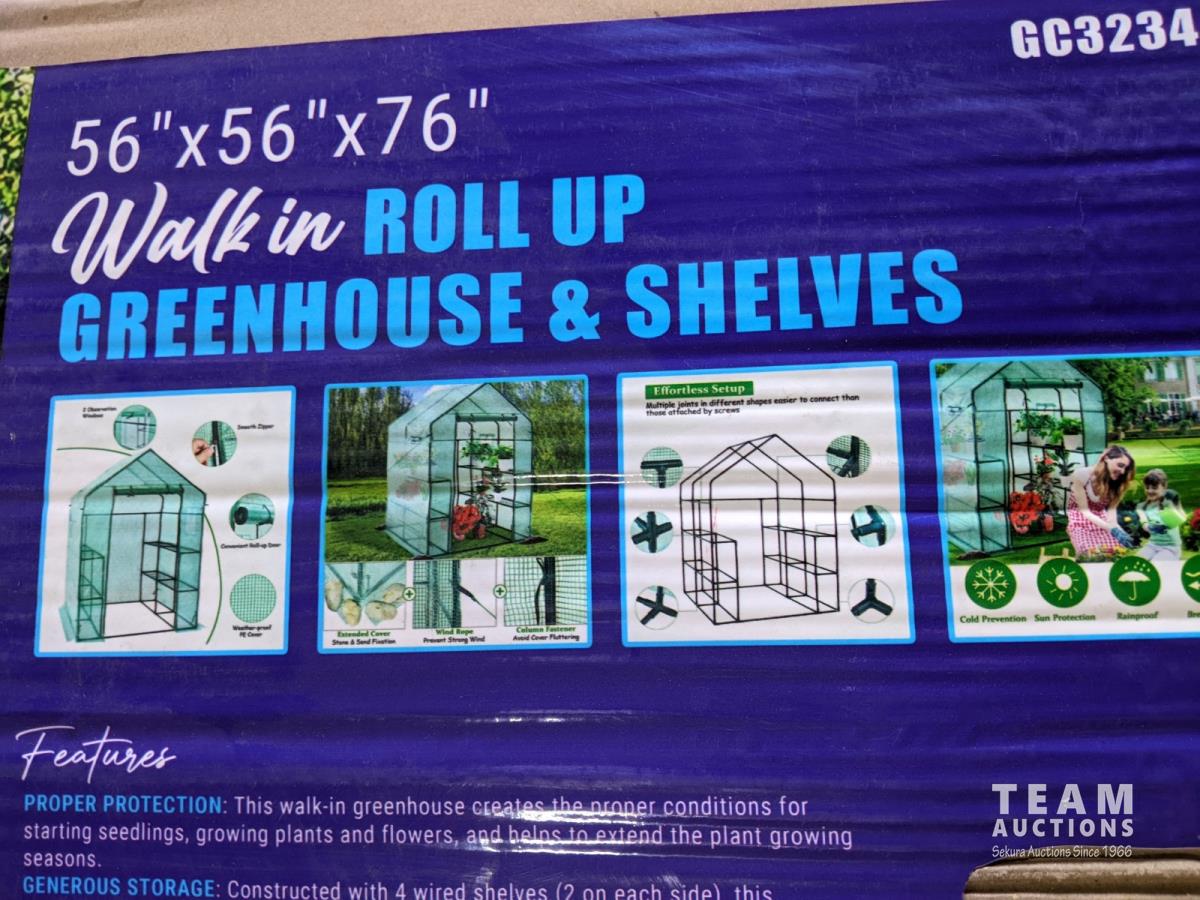 GC3234
56"x56"x76"
Walk in ROLL UP
GREENHOUSE & SHELVES
2 Observation
Windows
Smooth Zipper
Convenient Roll-up Door
Weather-proof
PE Cover
Extended Cover
Stone & Sand Fixation
Wind Rope
Prevent Strong Wind
Column Fastener
Avoid Cover Fluttering
Effortless Setup
Multiple joints in different shapes easier to connect than
those attached by screws
Cold Prevention
Sun Protection
Rainproof
Features
PROPER PROTECTION: This walk-in greenhouse creates the proper conditions for
starting seedlings, growing plants and flowers, and helps to extend the plant growing
seasons.
GENEROUS STORAGE: Constructed with 4 wired shelves (2 on each side), this
TEAM
AUCTIONS
Sekura Auctions Since 1966